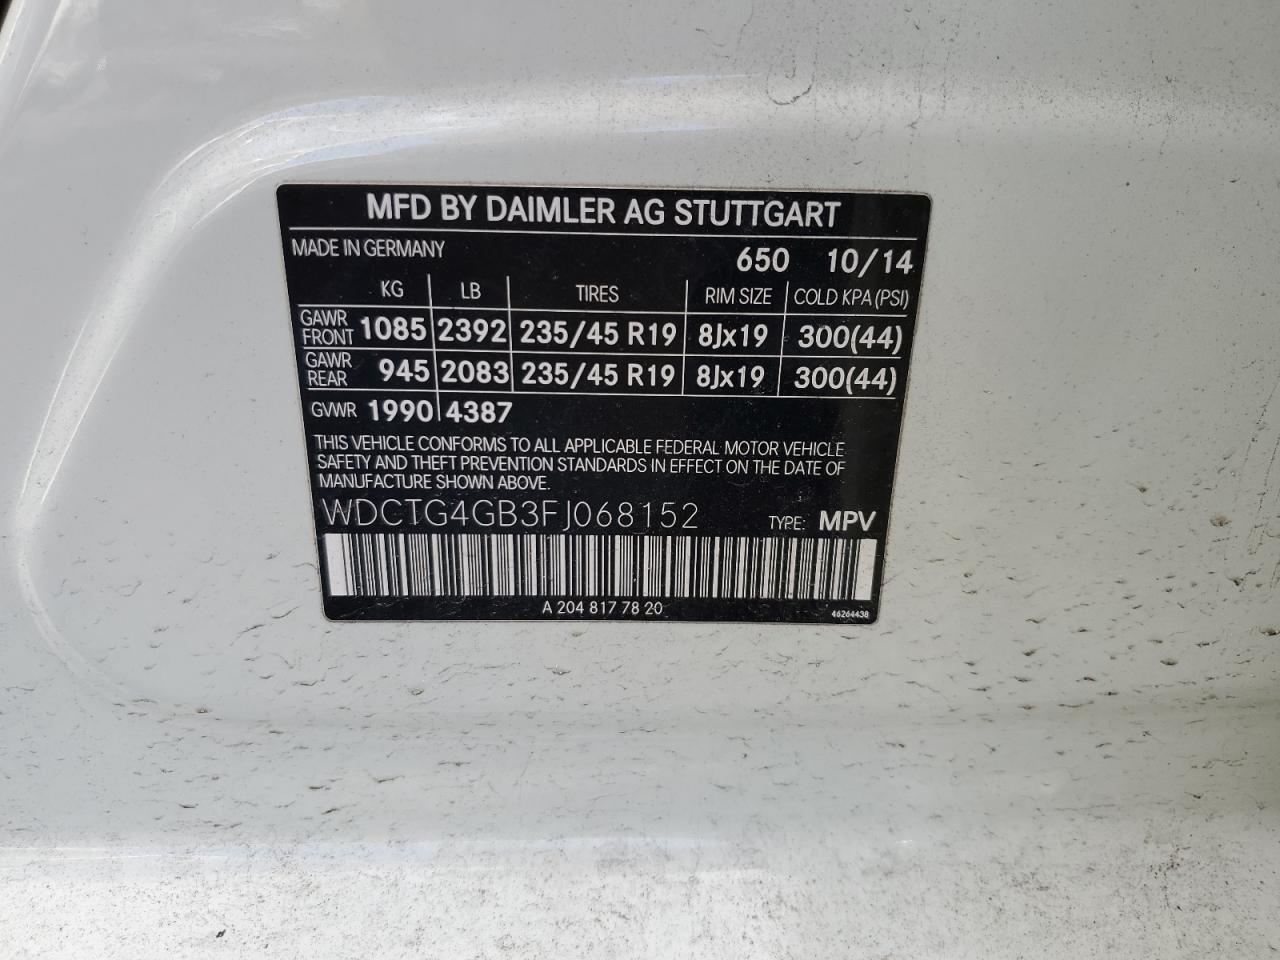 MFD BY DAIMLER AG STUTTGART
MADE IN GERMANY 650 10/14
KG LB TIRES RIM SIZE COLD KPA (PSI)
GAWR FRONT 1085 2392 235/45 R19 8Jx19 300(44)
GAWR REAR 945 2083 235/45 R19 8Jx19 300(44)
GVWR 1990 4387
THIS VEHICLE CONFORMS TO ALL APPLICABLE FEDERAL MOTOR VEHICLE
SAFETY AND THEFT PREVENTION STANDARDS IN EFFECT ON THE DATE OF
MANUFACTURE SHOWN ABOVE.
WDCTG4GB3FJ068152 TYPE: MPV
A 204 817 78 20 46264438